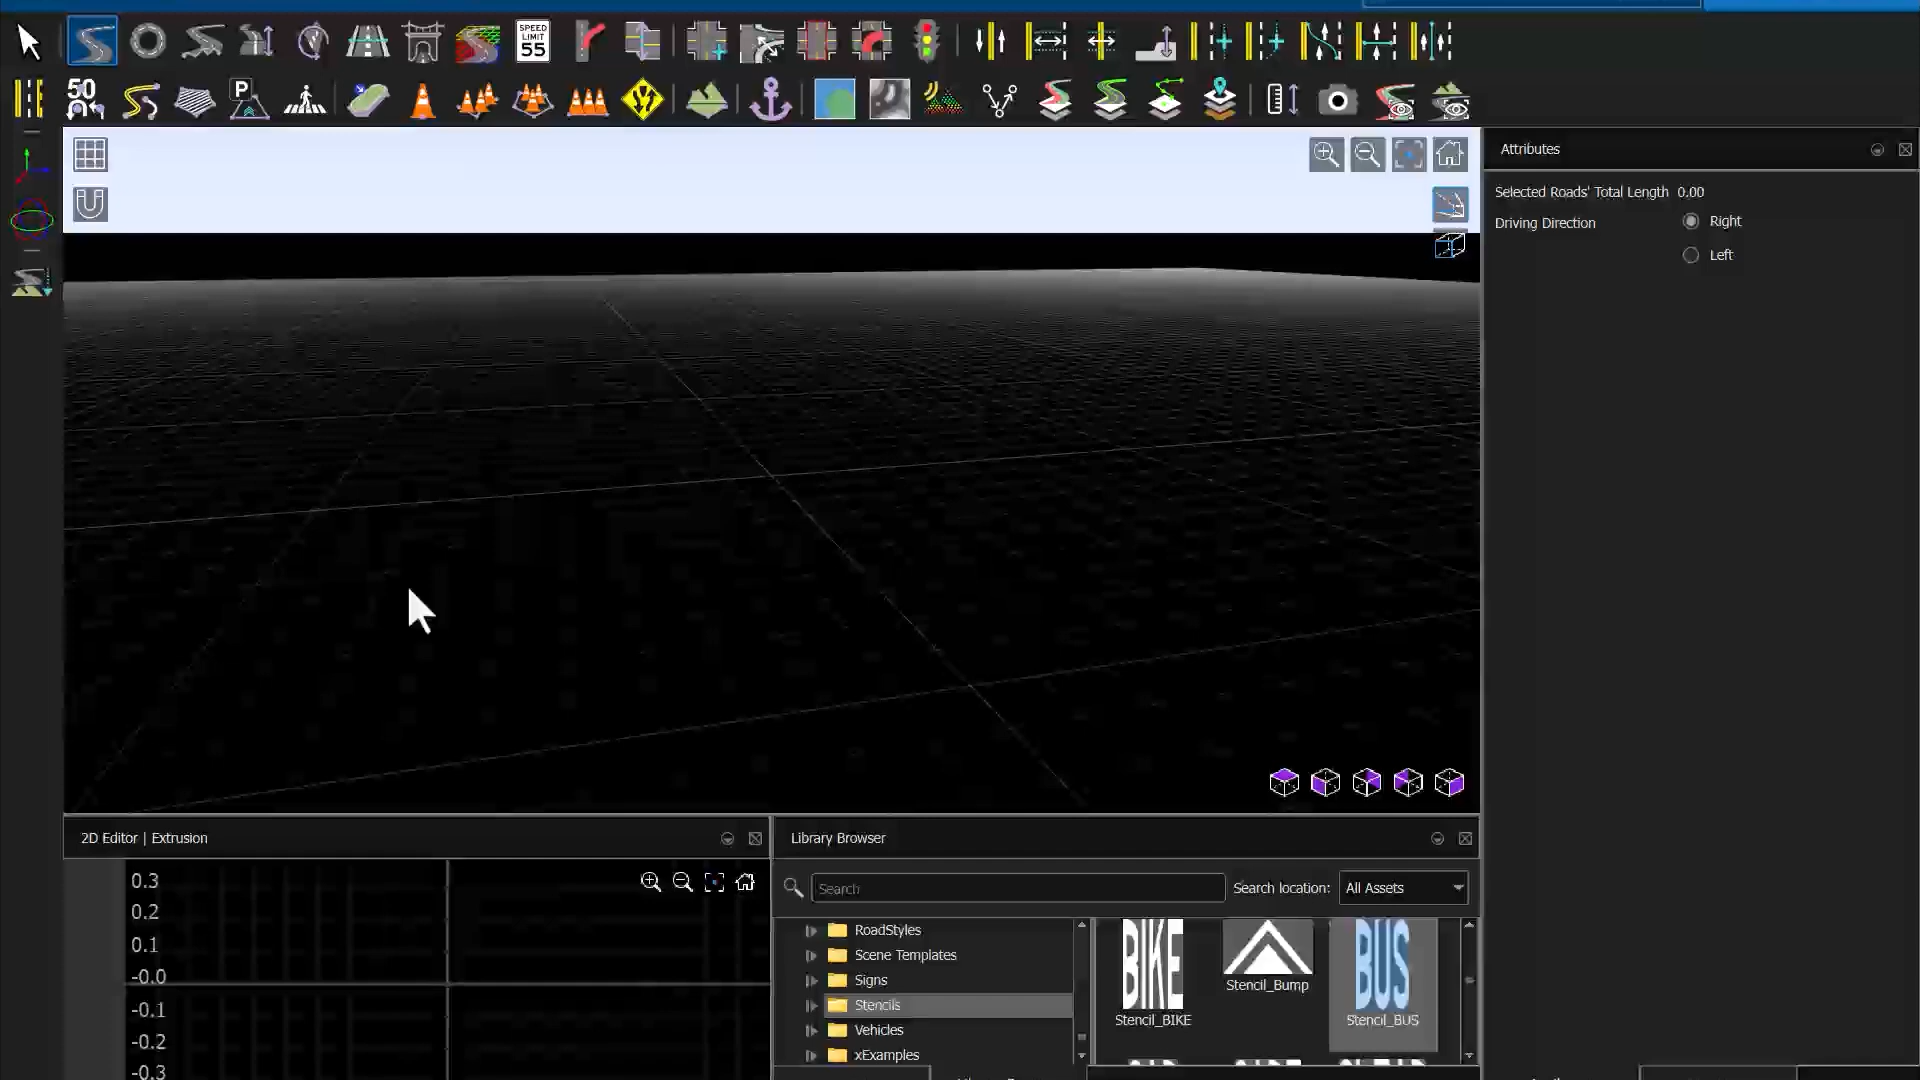 SPEED
LIMIT
55
50
P
Attributes
Selected Roads' Total Length 0.00
Driving Direction
Right
Left
2D Editor | Extrusion
0.3
0.2
0.1
-0.0
-0.1
-0.2
-0.3
Library Browser
Search
Search location:
All Assets
RoadStyles
Scene Templates
Signs
Stencils
Vehicles
xExamples
BIKE
Stencil_BIKE
Stencil_Bump
BUS
Stencil_BUS